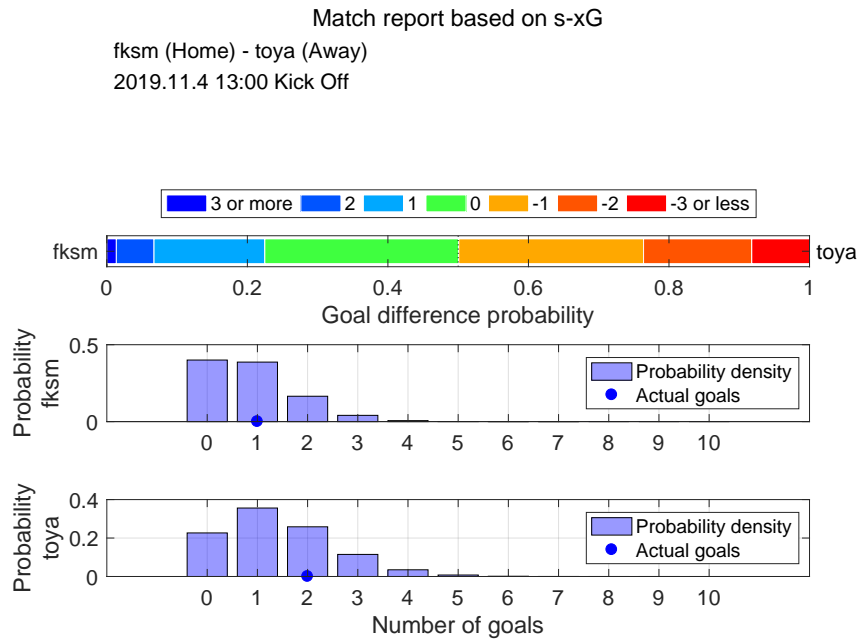 Match report based on s-xG
fksm (Home) - toya (Away)
2019.11.4 13:00 Kick Off
3 or more 2 1 0 -1 -2 -3 or less
fksm toya
0 0.2 0.4 0.6 0.8 1
Goal difference probability
Probability
fksm
0.5
0
Probability density
Actual goals
0 1 2 3 4 5 6 7 8 9 10
Probability
toya
0.4
0.2
0
Probability density
Actual goals
0 1 2 3 4 5 6 7 8 9 10
Number of goals